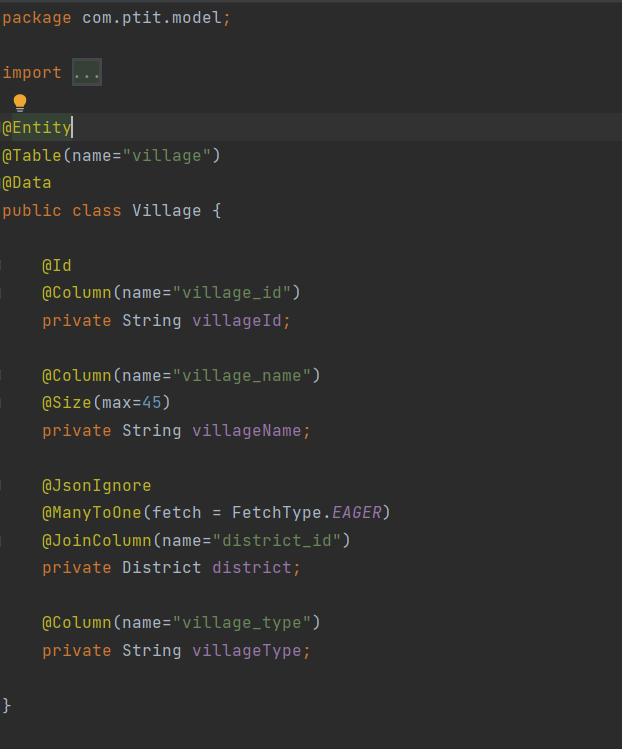 package com.ptit.model;
import ...
@Entity
@Table(name="village")
@Data
public class Village {
@Id
@Column(name="village_id")
private String villageId;
@Column(name="village_name")
@Size(max=45)
private String villageName;
@JsonIgnore
@ManyToOne(fetch = FetchType.EAGER)
@JoinColumn(name="district_id")
private District district;
@Column(name="village_type")
private String villageType;
}